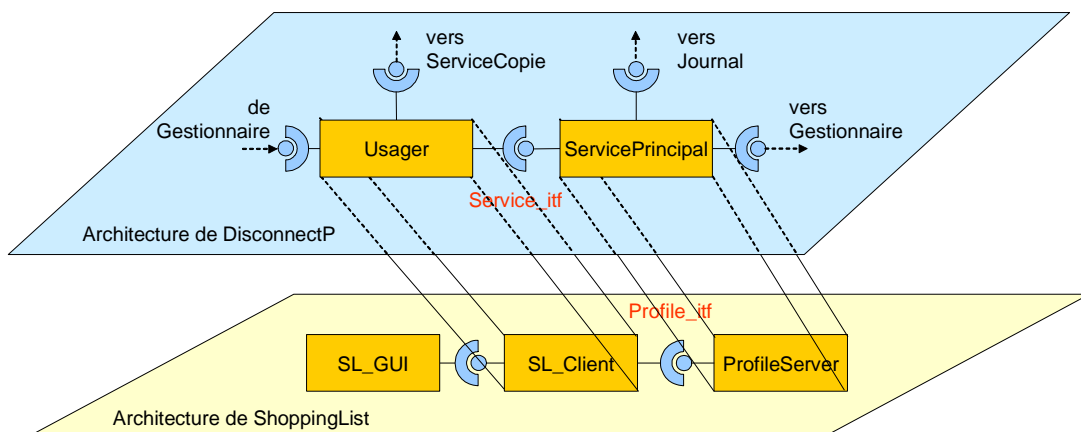 vers
ServiceCopie
vers
Journal
de
Gestionnaire
vers
Gestionnaire
Usager
ServicePrincipal
Service_itf
Architecture de DisconnectP
Profile_itf
SL_GUI
SL_Client
ProfileServer
Architecture de ShoppingList